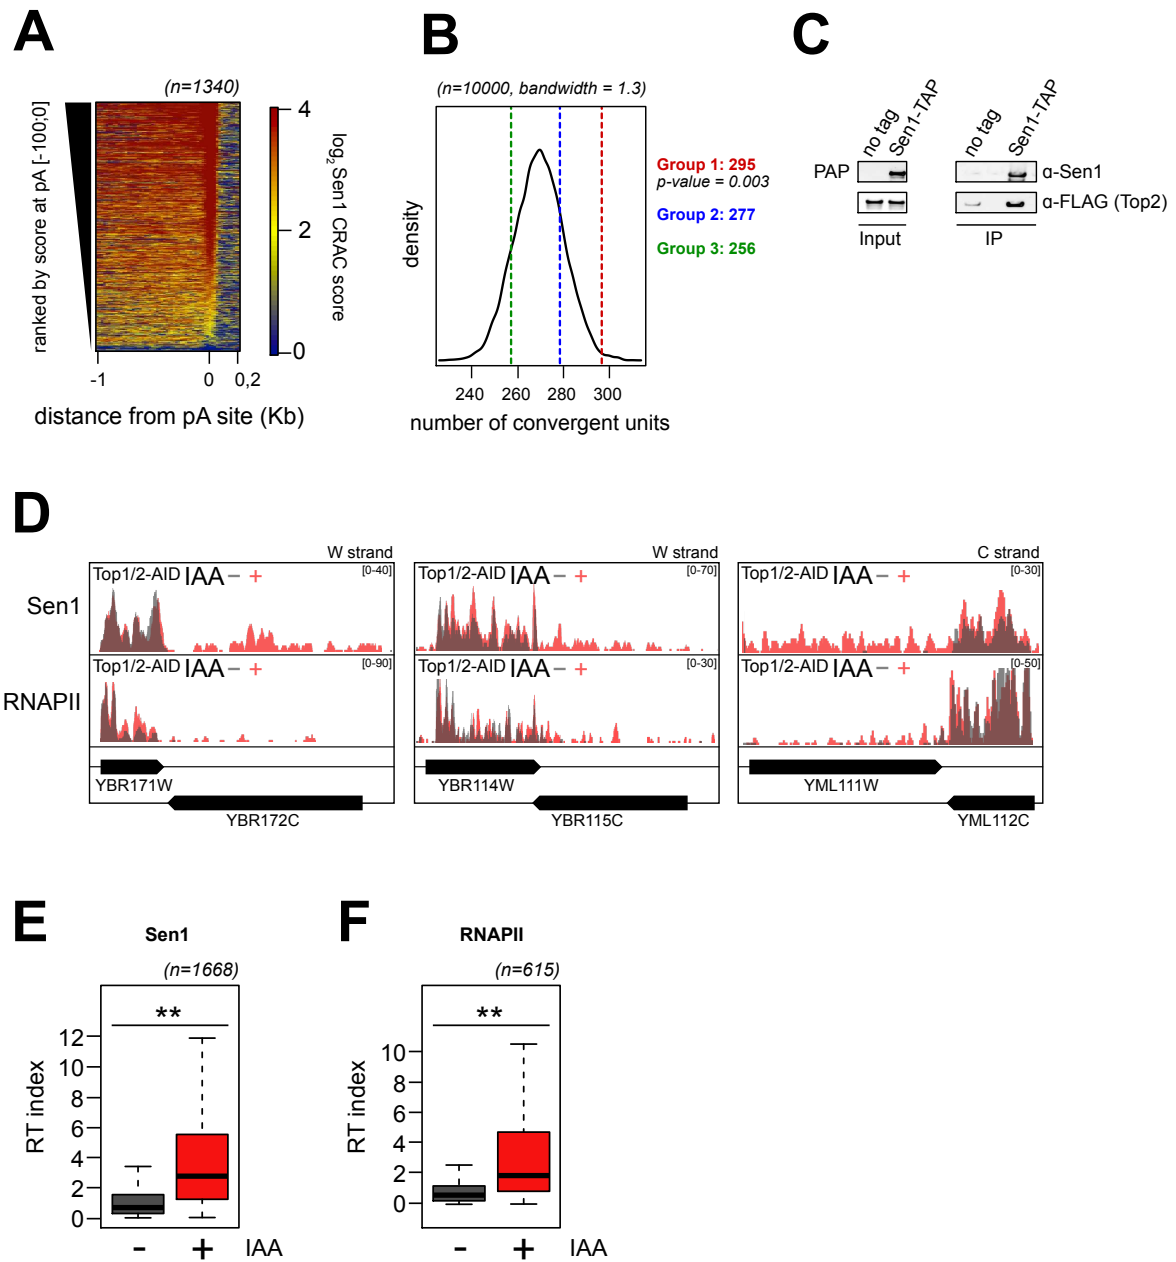 A
(n=1340)
ranked by score at pA [-100;0]
4
2
0
log2 Sen1 CRAC score
-1
0
0,2
distance from pA site (Kb)
B
(n=10000, bandwidth = 1.3)
density
240
260
280
300
number of convergent units
Group 1: 295
p-value = 0.003
Group 2: 277
Group 3: 256
C
no tag
Sen1-TAP
no tag
Sen1-TAP
PAP
α-Sen1
α-FLAG (Top2)
Input
IP
D
W strand
W strand
C strand
Sen1
Top1/2-AID IAA − +
[0-40]
Top1/2-AID IAA − +
[0-70]
Top1/2-AID IAA − +
[0-30]
RNAPII
Top1/2-AID IAA − +
[0-90]
Top1/2-AID IAA − +
[0-30]
Top1/2-AID IAA − +
[0-50]
YBR171W
YBR172C
YBR114W
YBR115C
YML111W
YML112C
E
Sen1
(n=1668)
**
RT index
12
10
8
6
4
2
0
- + IAA
F
RNAPII
(n=615)
**
RT index
10
8
6
4
2
0
- + IAA